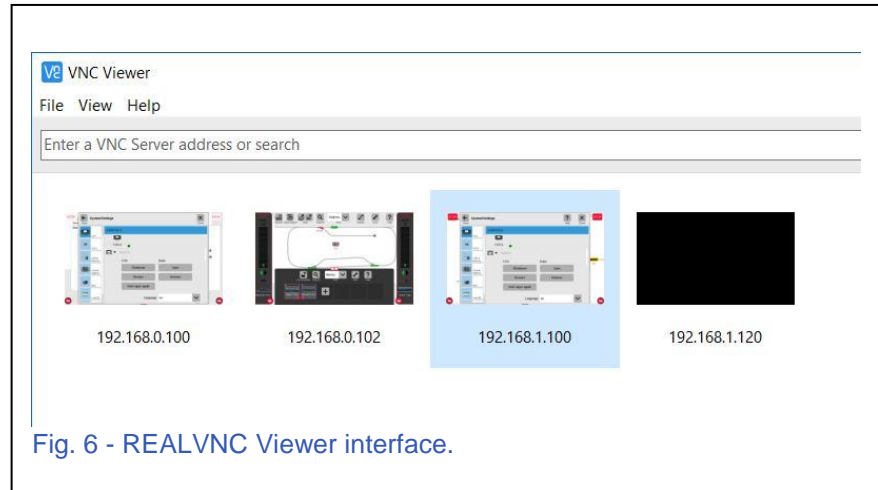 VNC Viewer
File View Help
Enter a VNC Server address or search
192.168.0.100
192.168.0.102
192.168.1.100
192.168.1.120
Fig. 6 - REALVNC Viewer interface.